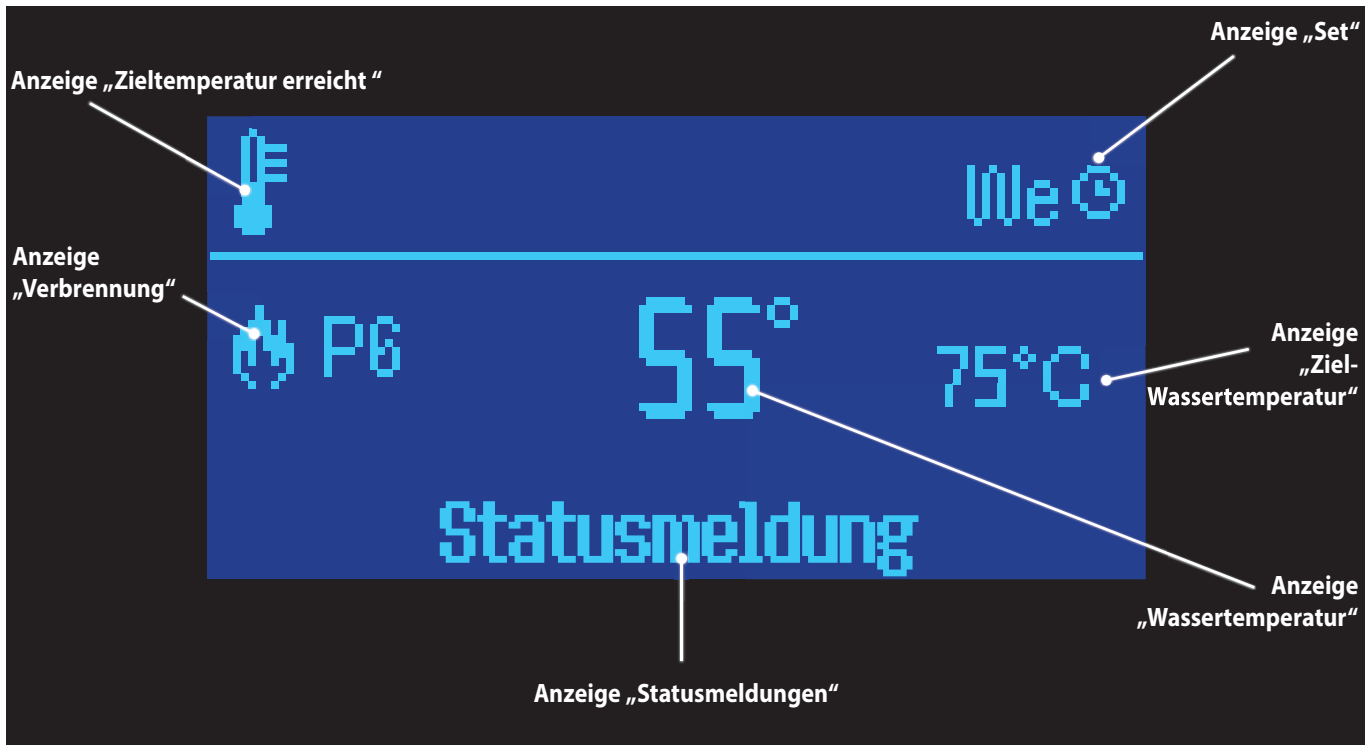 Anzeige „Set“
Anzeige „Zieltemperatur erreicht “
We
Anzeige
„Verbrennung“
P6
55°
75°C
Anzeige
„Ziel-
Wassertemperatur“
Statusmeldung
Anzeige
„Wassertemperatur“
Anzeige „Statusmeldungen“